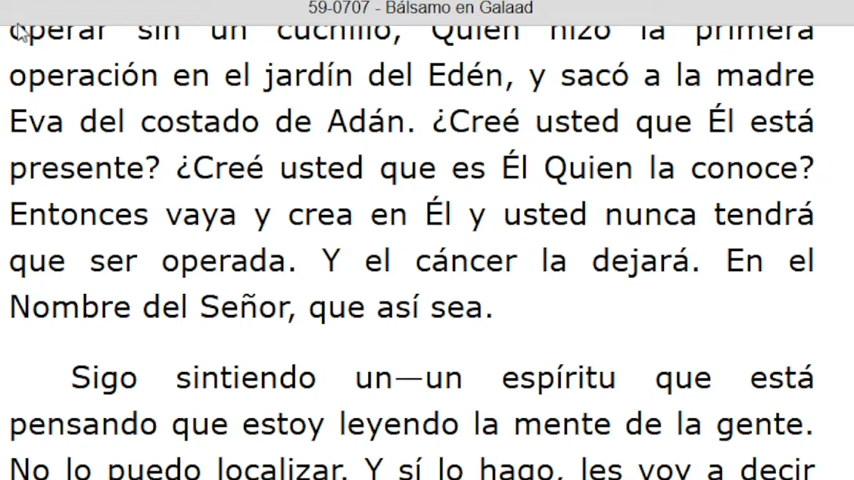 59-0707 - Bálsamo en Galaad
operar sin un cuchillo, Quien hizo la primera
operación en el jardín del Edén, y sacó a la madre
Eva del costado de Adán. ¿Creé usted que Él está
presente? ¿Creé usted que es Él Quien la conoce?
Entonces vaya y crea en Él y usted nunca tendrá
que ser operada. Y el cáncer la dejará. En el
Nombre del Señor, que así sea.
Sigo sintiendo un—un espíritu que está
pensando que estoy leyendo la mente de la gente.
No lo puedo localizar. Y sí lo hago, les voy a decir